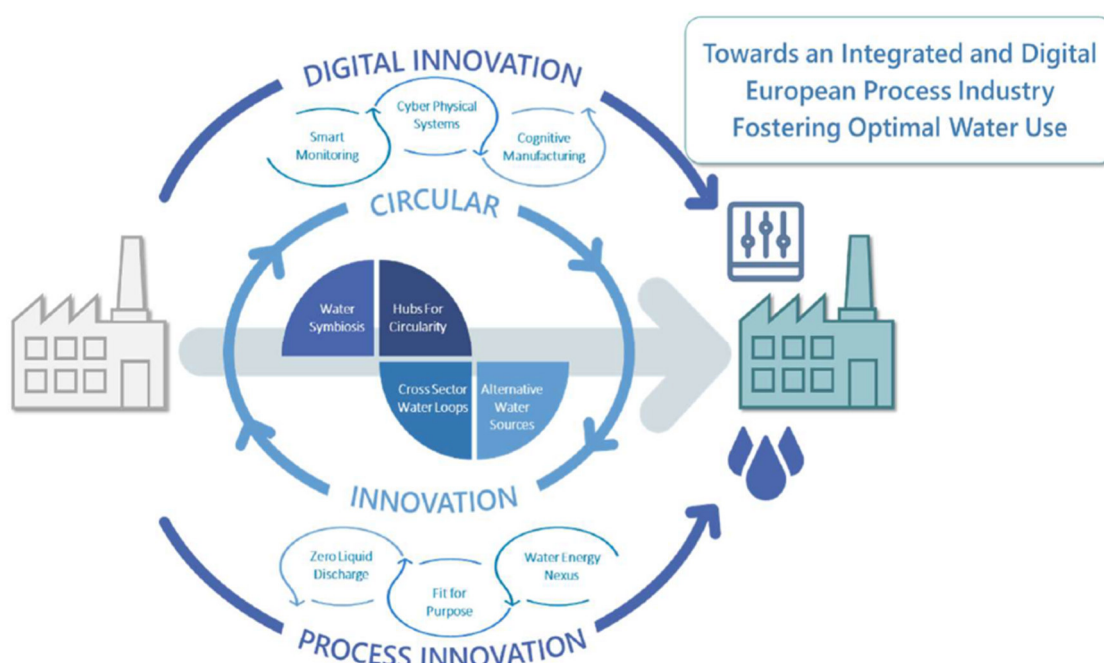 Towards an Integrated and Digital
European Process Industry
Fostering Optimal Water Use
DIGITAL INNOVATION
Cyber Physical
Systems
Smart
Monitoring
Cognitive
Manufacturing
CIRCULAR
Water
Symbiosis
Hubs For
Circularity
Cross Sector
Water Loops
Alternative
Water
Sources
INNOVATION
Zero Liquid
Discharge
Fit for
Purpose
Water Energy
Nexus
PROCESS INNOVATION